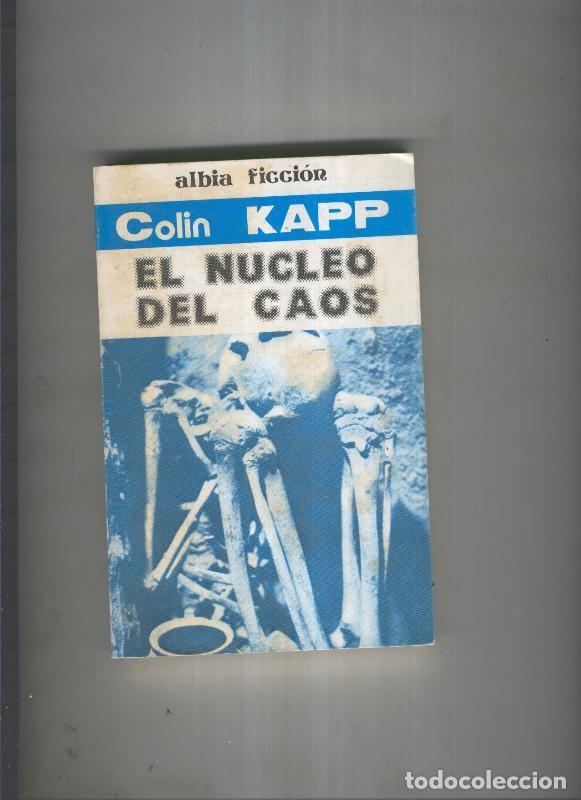 albia ficción
Colin KAPP
EL NUCLEO
DEL CAOS
todocoleccion